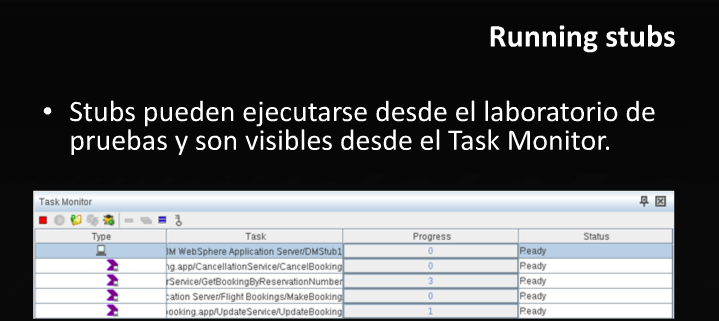 Running stubs
• Stubs pueden ejecutarse desde el laboratorio de
pruebas y son visibles desde el Task Monitor.
Task Monitor
Type Task Progress Status
WebSphere Application Server/DMStub1 0 Ready
app/CancellationService/CancelBooking 0 Ready
rService/GetBookingByReservationNumber 3 Ready
cation Server/Flight Bookings/MakeBooking 0 Ready
ooking.app/UpdateService/UpdateBooking 1 Ready